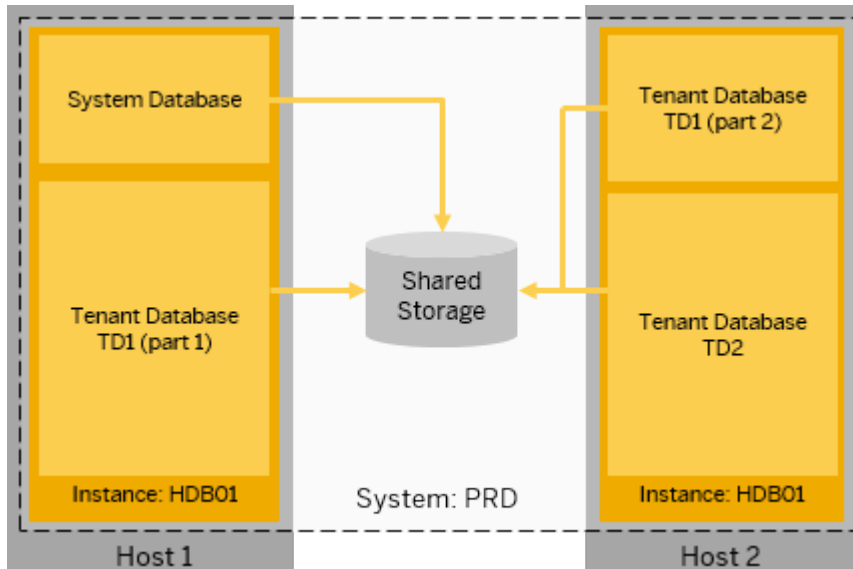 System Database
Tenant Database
TD1 (part 1)
Instance: HDB01
Host 1
Shared
Storage
System: PRD
Tenant Database
TD1 (part 2)
Tenant Database
TD2
Instance: HDB01
Host 2